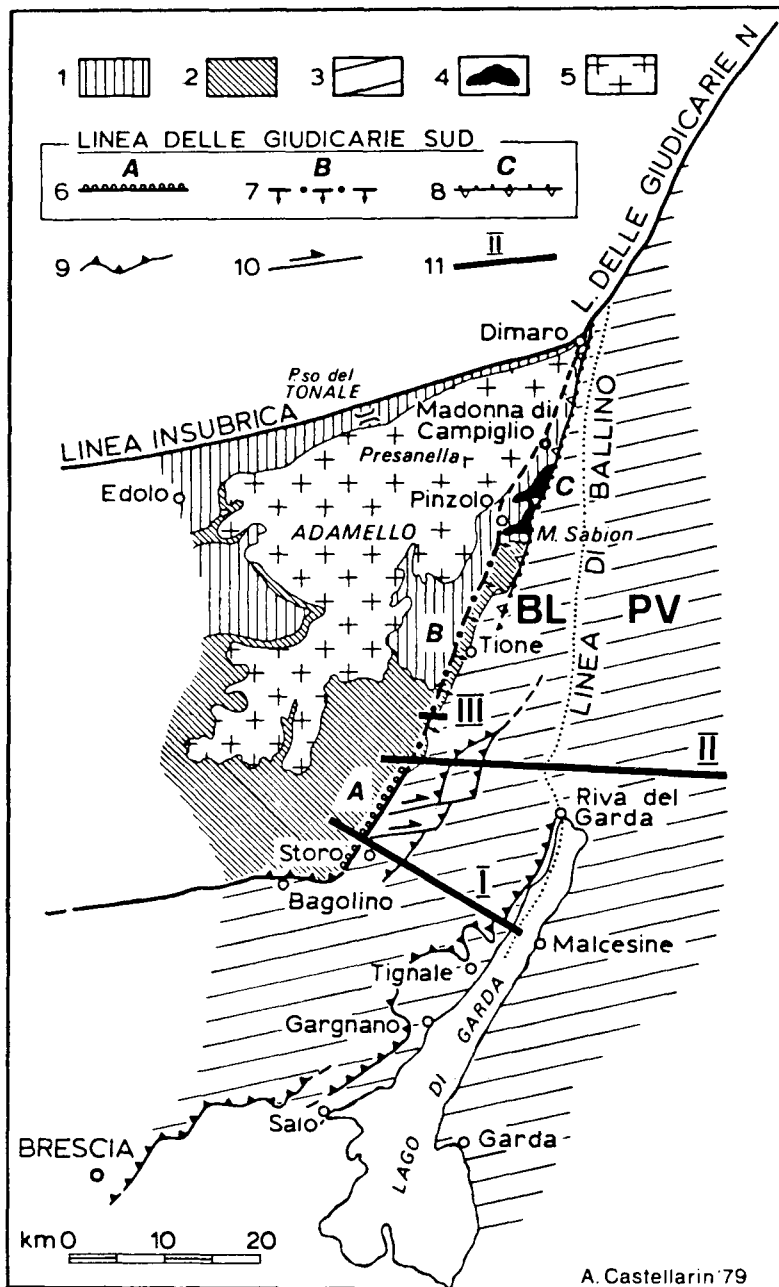 1 2 3 4 5
LINEA DELLE GIUDICARIE SUD
A B C
6 7 8
II
9 10 11
L. DELLE GIUDICARIE N
Dimaro
P.so del
TONALE
LINEA INSUBRICA
Madonna di
Campiglio
Presanella
Edolo
Pinzolo
C
ADAMELLO
M. Sabion
LINEA DI BALLINO
B
BL PV
Tione
III
II
A
Riva del
Garda
Storo
I
Bagolino
Malcesine
Tignale
Gargnano
LAGO DI GARDA
Salo
Garda
BRESCIA
km 0 10 20
A. Castellarin '79